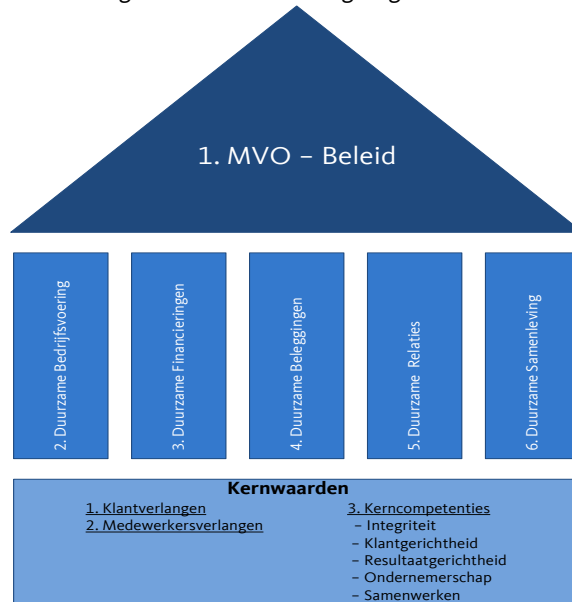 1. MVO – Beleid
2. Duurzame Bedrijfsvoering
3. Duurzame Financieringen
4. Duurzame Beleggingen
5. Duurzame Relaties
6. Duurzame Samenleving
Kernwaarden
1. Klantverlangen
2. Medewerkersverlangen
3. Kerncompetenties
– Integriteit
– Klantgerichtheid
– Resultaatgerichtheid
– Ondernemerschap
– Samenwerken